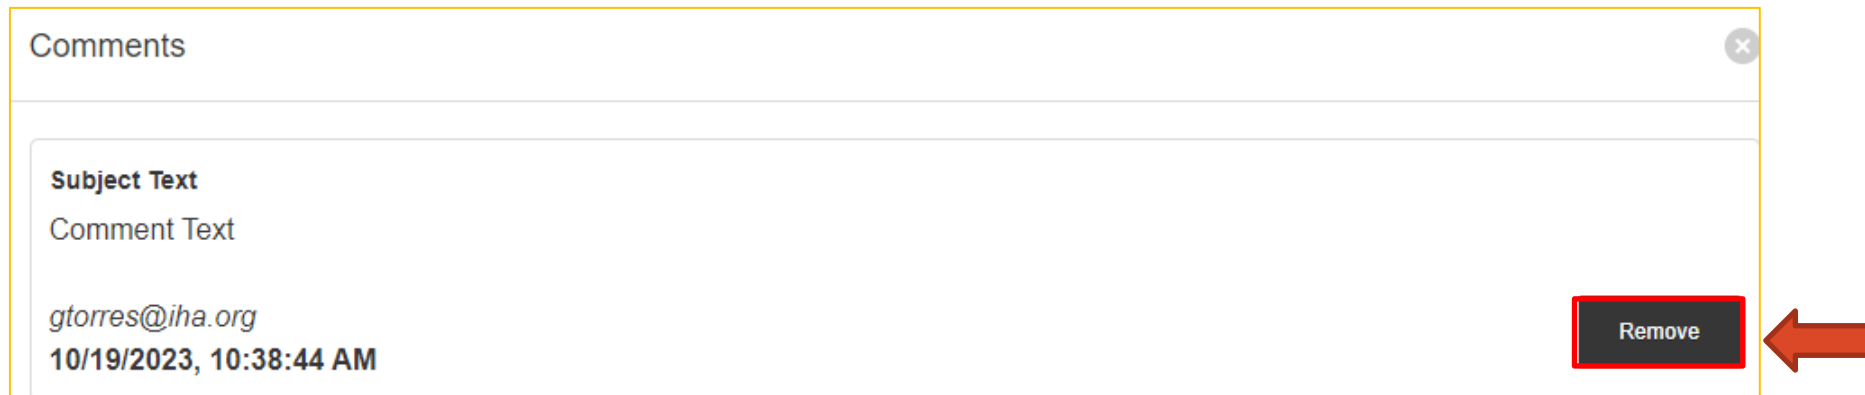 Comments
Subject Text
Comment Text
gtorres@iha.org
10/19/2023, 10:38:44 AM
Remove